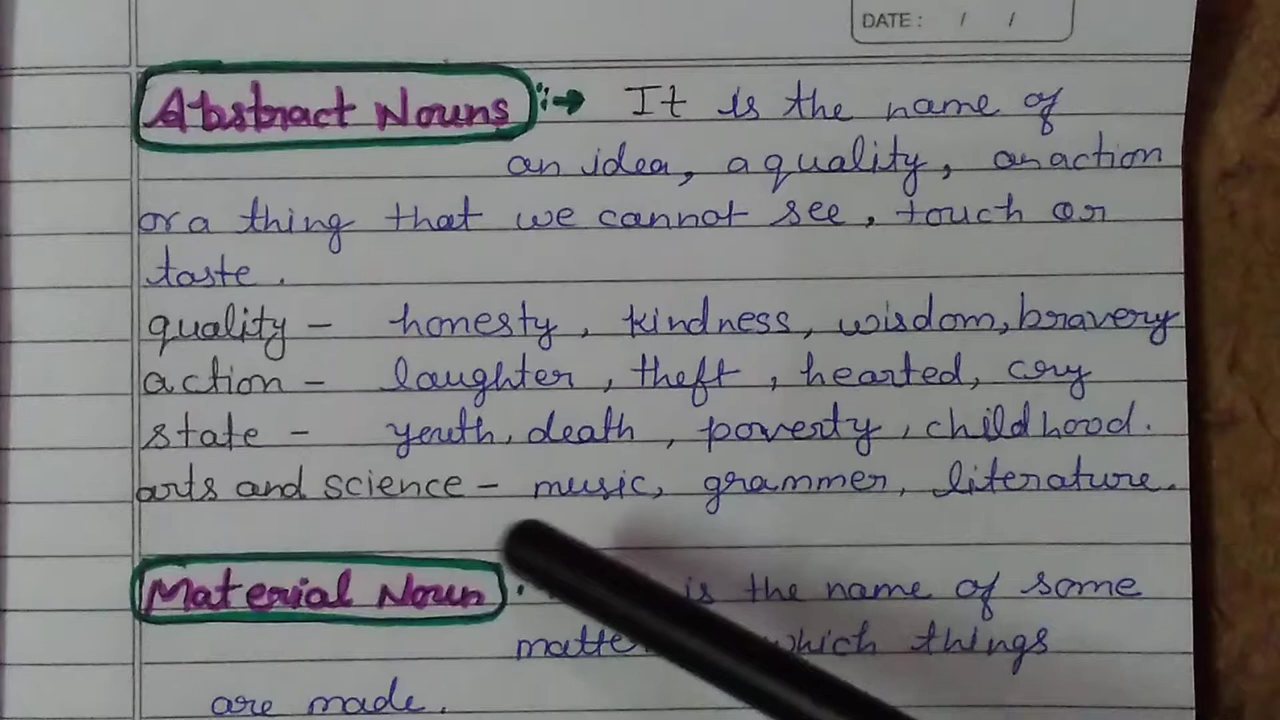 DATE: / /
Abstract Nouns :→ It is the name of
an idea, a quality, an action
or a thing that we cannot see, touch or
taste.
quality - honesty, kindness, wisdom, bravery
action - laughter, theft, hearted, cry
state - youth, death, poverty, childhood.
arts and science - music, grammer, literature.
Material Noun : is the name of some
which things
are made.